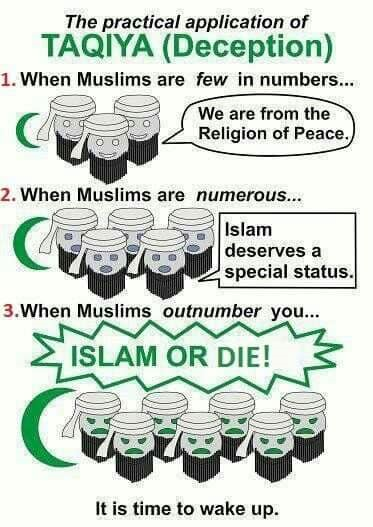 The practical application of
TAQIYA (Deception)
1. When Muslims are few in numbers...
We are from the
Religion of Peace.
2. When Muslims are numerous...
Islam
deserves a
special status.
3.When Muslims outnumber you...
ISLAM OR DIE!
It is time to wake up.